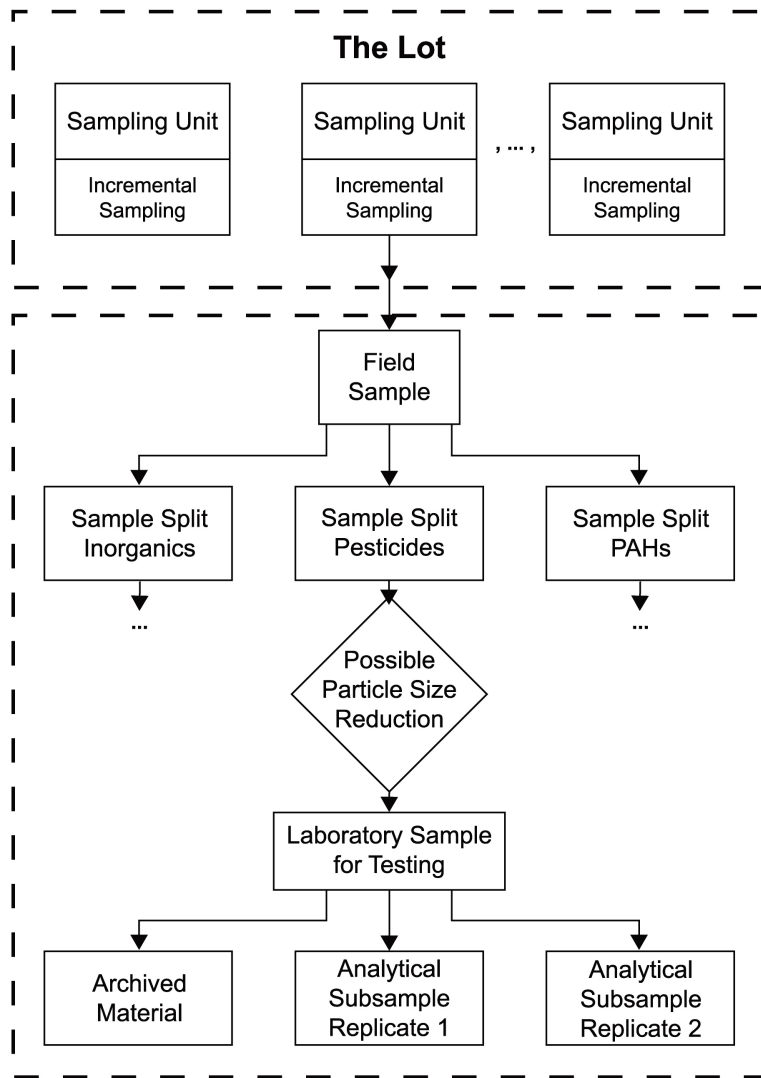 The Lot
Sampling Unit
Incremental
Sampling
Sampling Unit
Incremental
Sampling
, ... ,
Sampling Unit
Incremental
Sampling
Field
Sample
Sample Split
Inorganics
Sample Split
Pesticides
Sample Split
PAHs
...
...
Possible
Particle Size
Reduction
Laboratory Sample
for Testing
Archived
Material
Analytical
Subsample
Replicate 1
Analytical
Subsample
Replicate 2